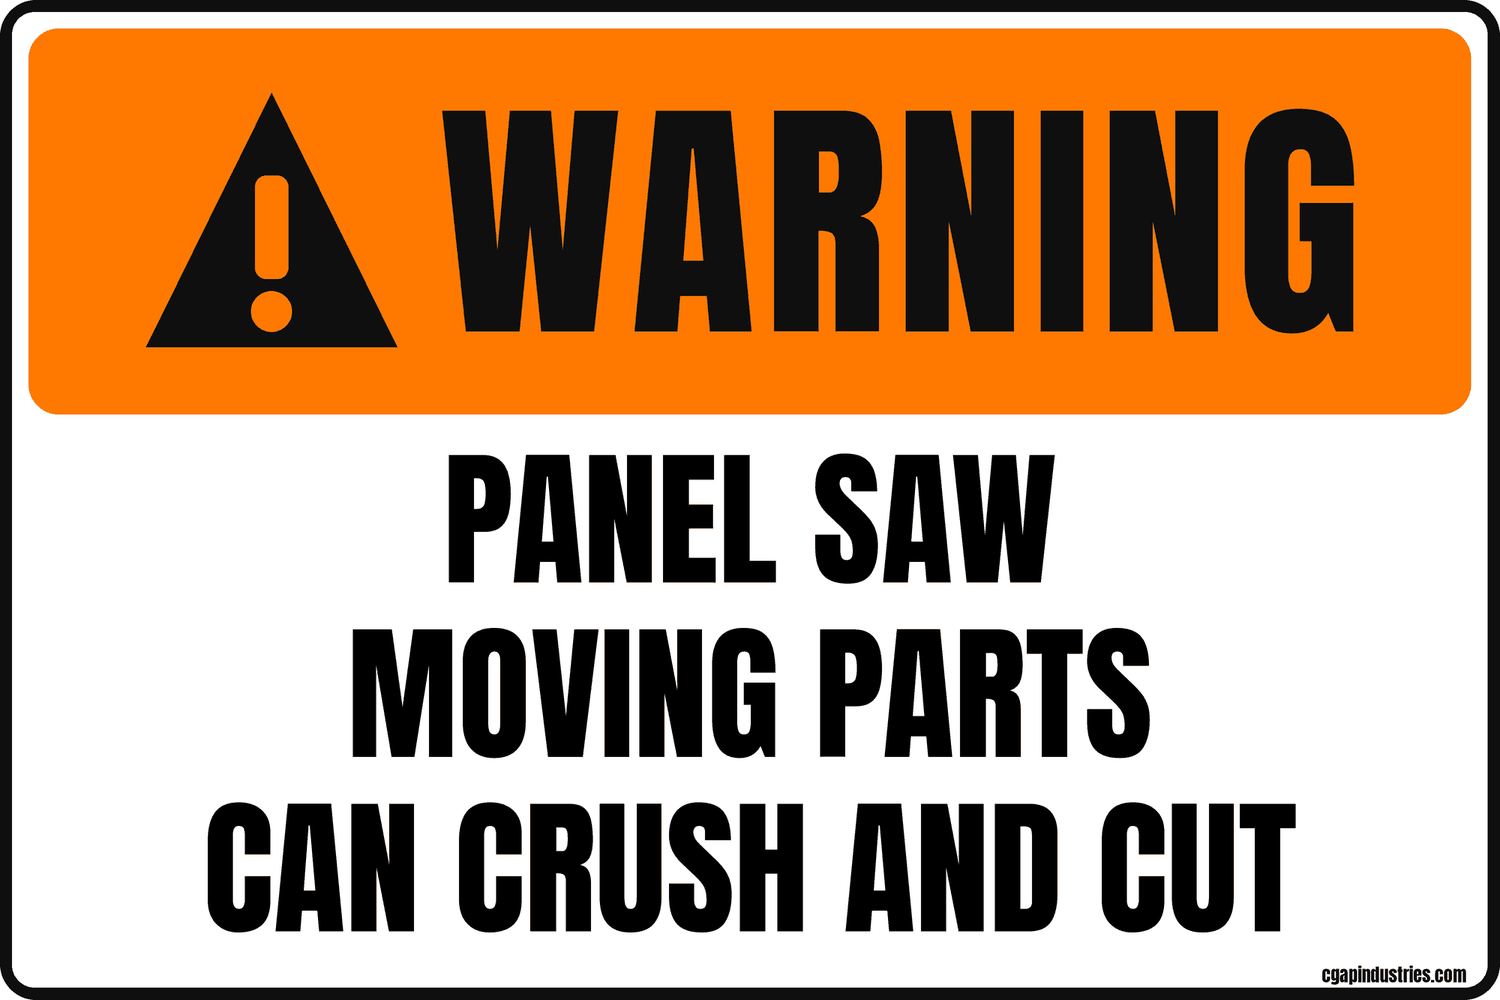 WARNING
PANEL SAW
MOVING PARTS
CAN CRUSH AND CUT
cgapindustries.com